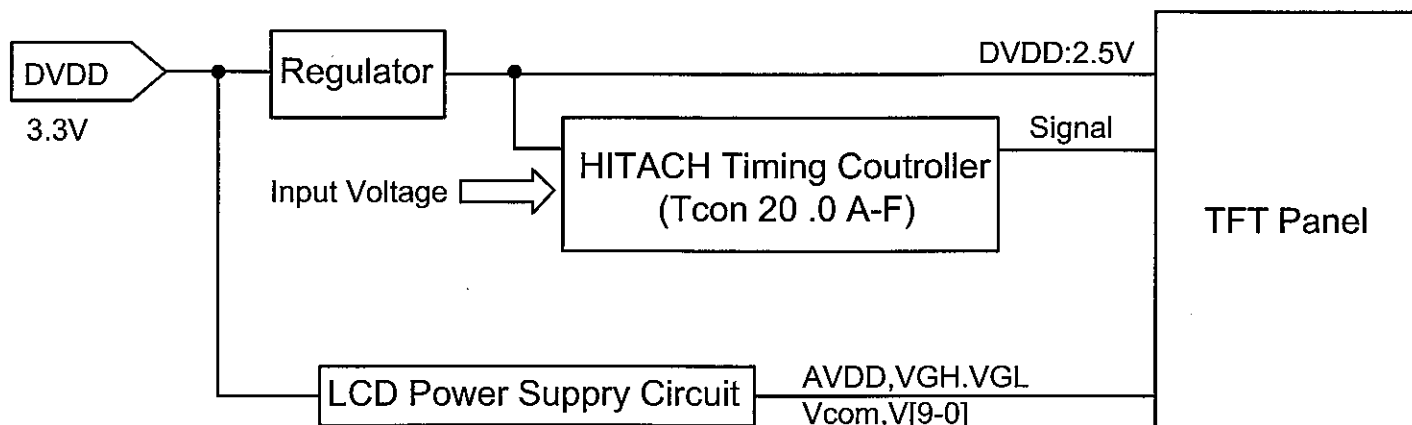 DVDD
3.3V
Regulator
DVDD:2.5V
Signal
HITACH Timing Coutroller
(Tcon 20 .0 A-F)
Input Voltage
TFT Panel
LCD Power Suppry Circuit
AVDD,VGH.VGL
Vcom,V[9-0]